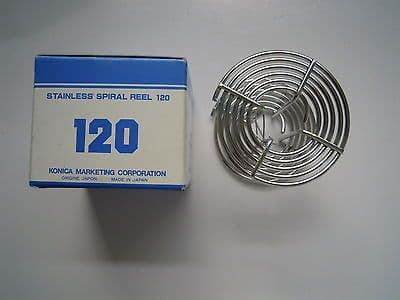 STAINLESS SPIRAL REEL 120
120
KONICA MARKETING CORPORATION
ORIGINE JAPON MADE IN JAPAN